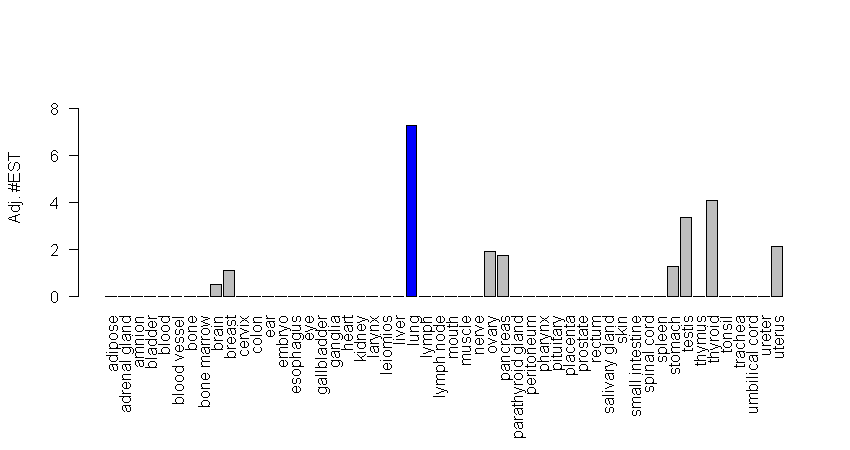 Adj. #EST
8
6
4
2
0
adipose
adrenal gland
amnion
bladder
blood
blood vessel
bone
bone marrow
brain
breast
cervix
colon
ear
embryo
esophagus
eye
gallbladder
ganglia
heart
kidney
larynx
leiomios
liver
lung
lymph
lymph node
mouth
muscle
nerve
ovary
pancreas
parathyroid gland
peritoneum
pharynx
pituitary
placenta
prostate
rectum
salivary gland
skin
small intestine
spinal cord
spleen
stomach
testis
thymus
thyroid
tonsil
trachea
umbilical cord
ureter
uterus